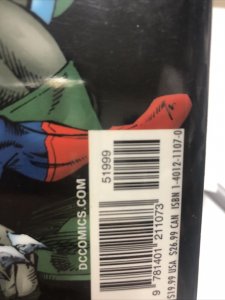 DCCOMICS.COM
51999
9 781401 211073
$19.99 USA $26.99 CAN ISBN 1-4012-1107-0